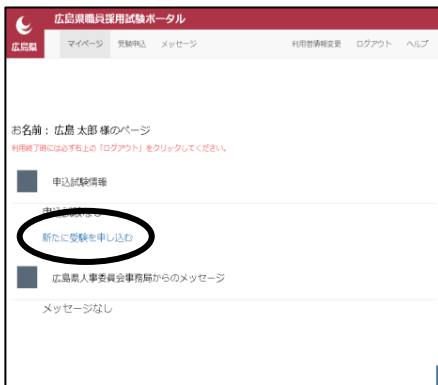 広島県職員採用試験ポータル
広島県
マイページ 受験申込 メッセージ 利用者情報変更 ログアウト ヘルプ
お名前： 広島 太郎 様のページ
利用終了時には必ず右上の「ログアウト」をクリックしてください。
申込試験情報
申込試験なし
新たに受験を申し込む
広島県人事委員会事務局からのメッセージ
メッセージなし